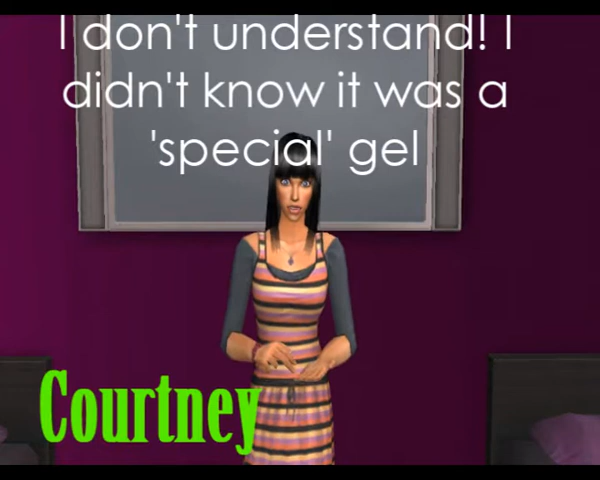 I don't understand! I
didn't know it was a
'special' gel
Courtney